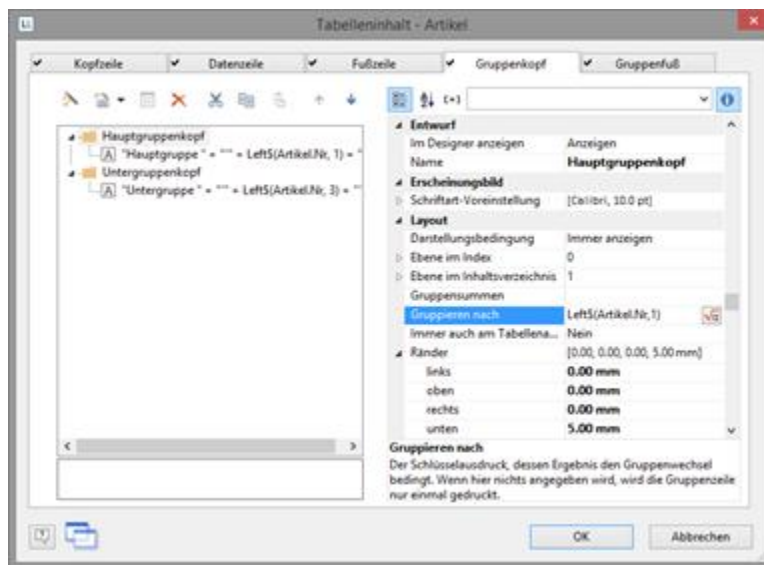 Tabelleninhalt - Artikel
Kopfzeile Datenzeile Fußzeile Gruppenkopf Gruppenfuß
Hauptgruppenkopf
"Hauptgruppe " + """ + Left$(Artikel.Nr, 1) + "
Untergruppenkopf
"Untergruppe " + """ + Left$(Artikel.Nr, 3) + "
Entwurf
Im Designer anzeigen Anzeigen
Name Hauptgruppenkopf
Erscheinungsbild
Schriftart-Voreinstellung [Calibri, 10.0 pt]
Layout
Darstellungsbedingung Immer anzeigen
Ebene im Index 0
Ebene im Inhaltsverzeichnis 1
Gruppensummen
Gruppieren nach Left$(Artikel.Nr,1)
Immer auch am Tabellena... Nein
Ränder [0.00, 0.00, 0.00, 5.00 mm]
links 0.00 mm
oben 0.00 mm
rechts 0.00 mm
unten 5.00 mm
Gruppieren nach
Der Schlüsselausdruck, dessen Ergebnis den Gruppenwechsel
bedingt. Wenn hier nichts angegeben wird, wird die Gruppenzeile
nur einmal gedruckt.
OK Abbrechen